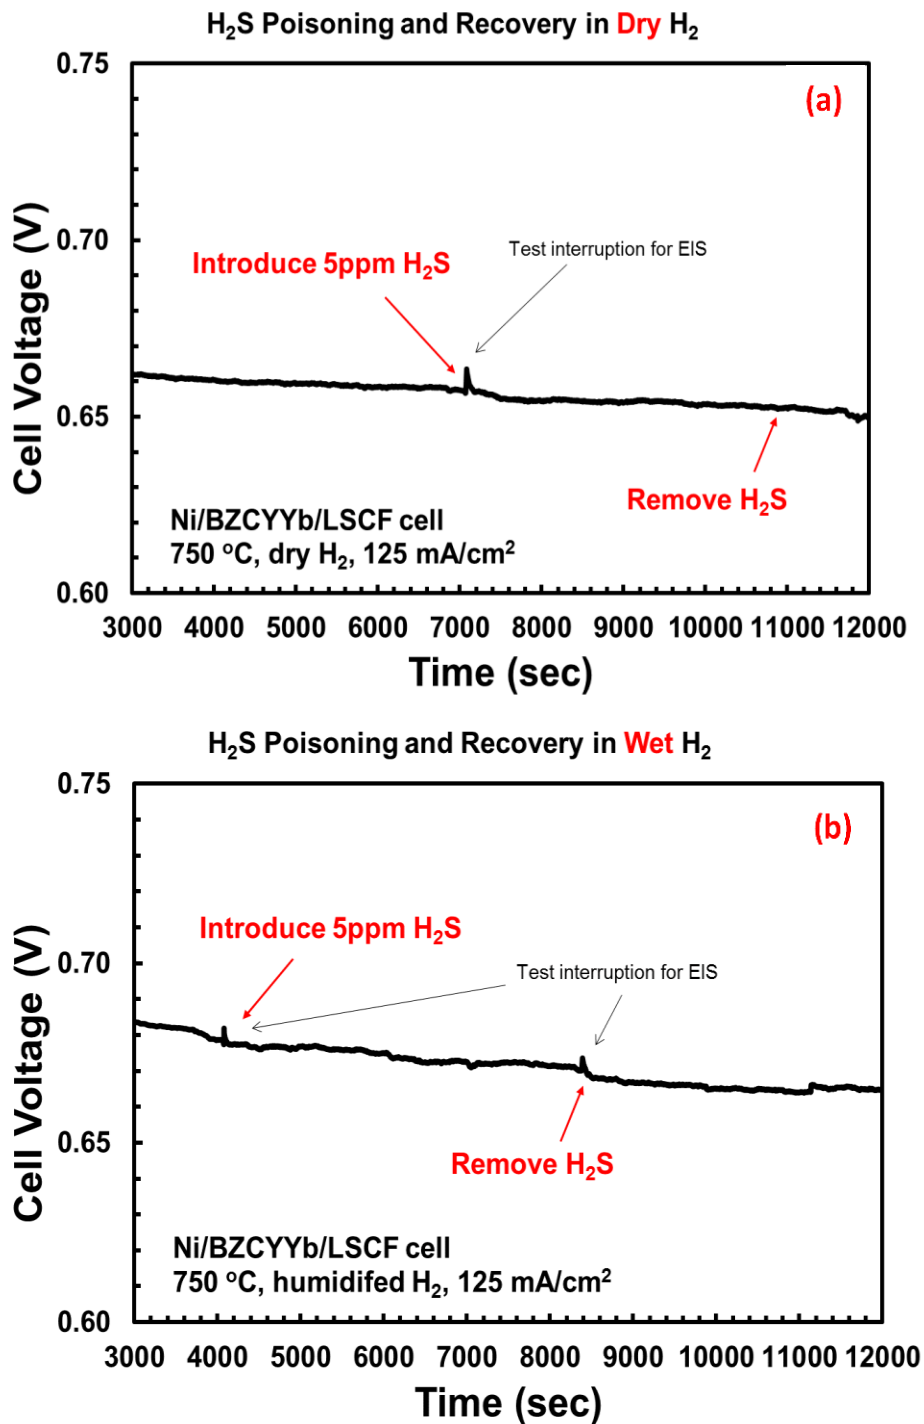 H₂S Poisoning and Recovery in Dry H₂
(a)
0.75
0.70
0.65
0.60
Cell Voltage (V)
Test interruption for EIS
Introduce 5ppm H₂S
Remove H₂S
Ni/BZCYYb/LSCF cell
750 °C, dry H₂, 125 mA/cm²
3000 4000 5000 6000 7000 8000 9000 10000 11000 12000
Time (sec)
H₂S Poisoning and Recovery in Wet H₂
(b)
0.75
0.70
0.65
0.60
Cell Voltage (V)
Introduce 5ppm H₂S
Test interruption for EIS
Remove H₂S
Ni/BZCYYb/LSCF cell
750 °C, humidifed H₂, 125 mA/cm²
3000 4000 5000 6000 7000 8000 9000 10000 11000 12000
Time (sec)